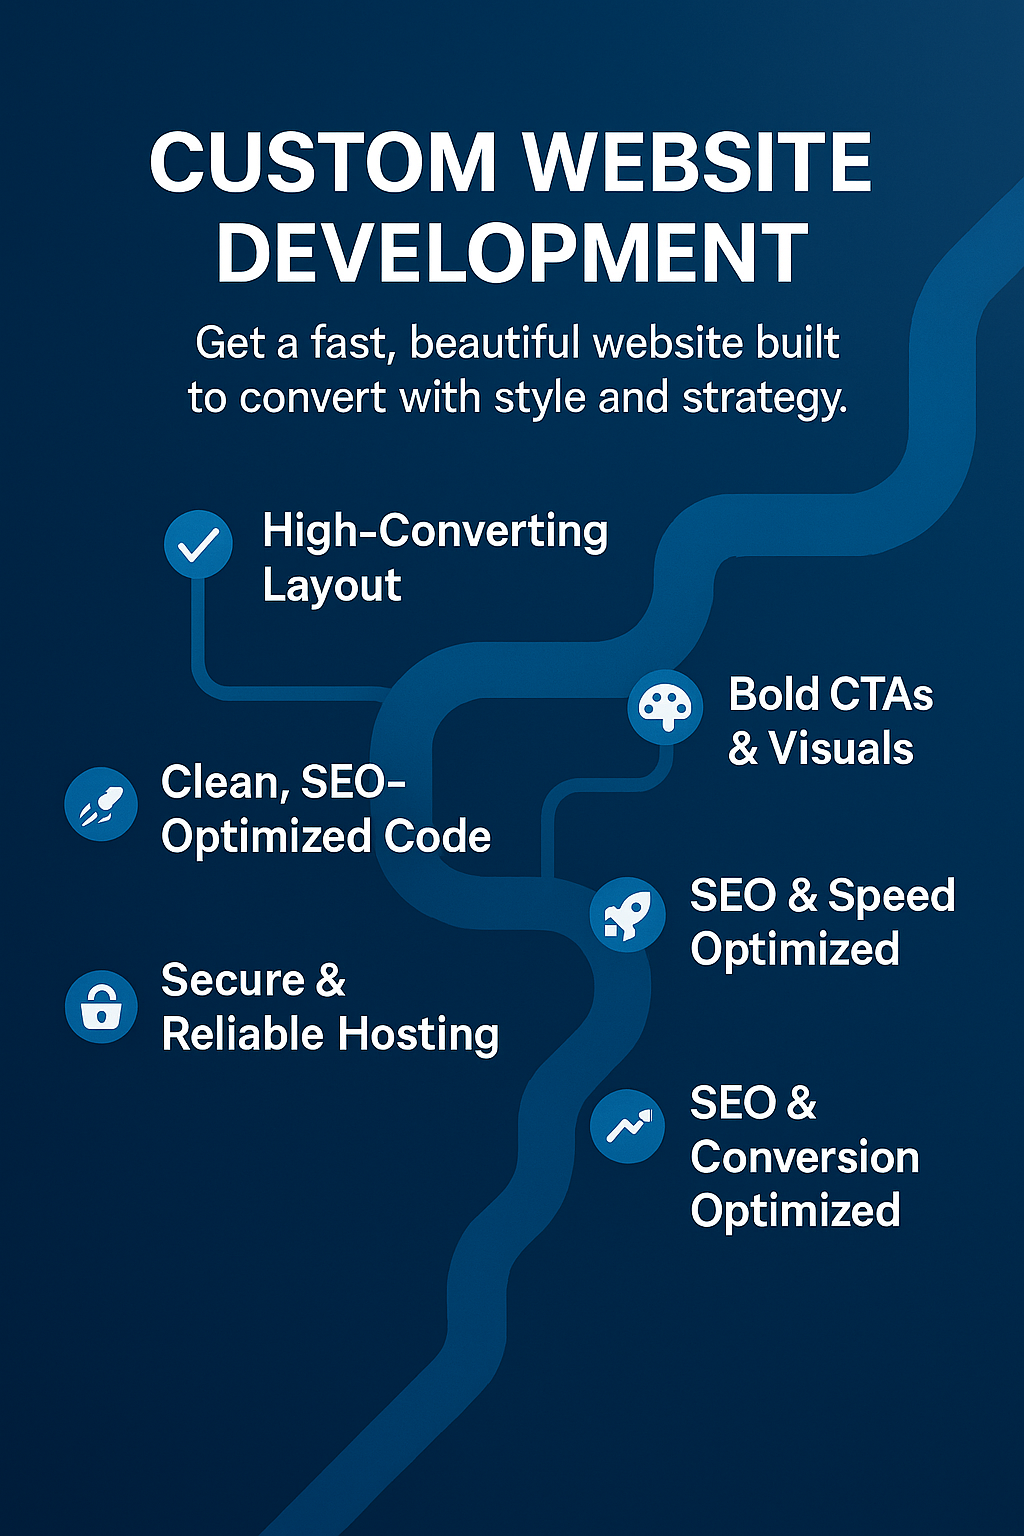 CUSTOM WEBSITE
DEVELOPMENT
Get a fast, beautiful website built
to convert with style and strategy.
High-Converting
Layout
Bold CTAs
& Visuals
Clean, SEO-
Optimized Code
SEO & Speed
Optimized
Secure &
Reliable Hosting
SEO &
Conversion
Optimized